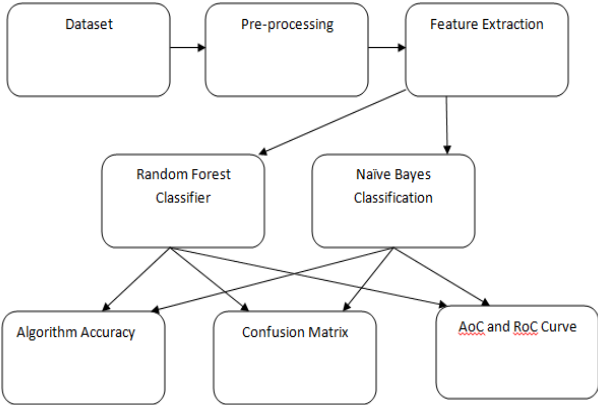 Dataset
Pre-processing
Feature Extraction
Random Forest
Classifier
Naïve Bayes
Classification
Algorithm Accuracy
Confusion Matrix
AoC and RoC Curve